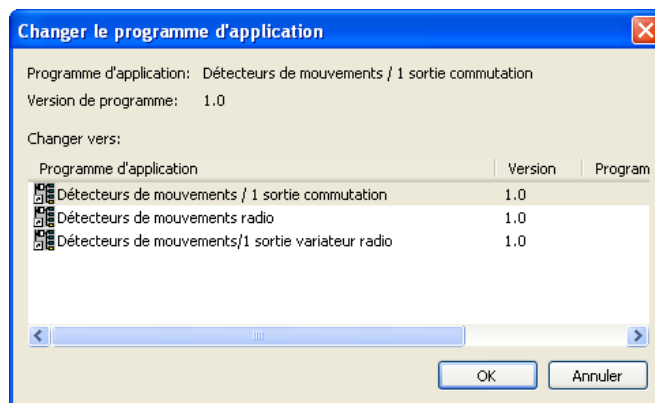 Changer le programme d'application
Programme d'application: Détecteurs de mouvements / 1 sortie commutation
Version de programme: 1.0
Changer vers:
Programme d'application Version Program
Détecteurs de mouvements / 1 sortie commutation 1.0
Détecteurs de mouvements radio 1.0
Détecteurs de mouvements/1 sortie variateur radio 1.0
OK Annuler